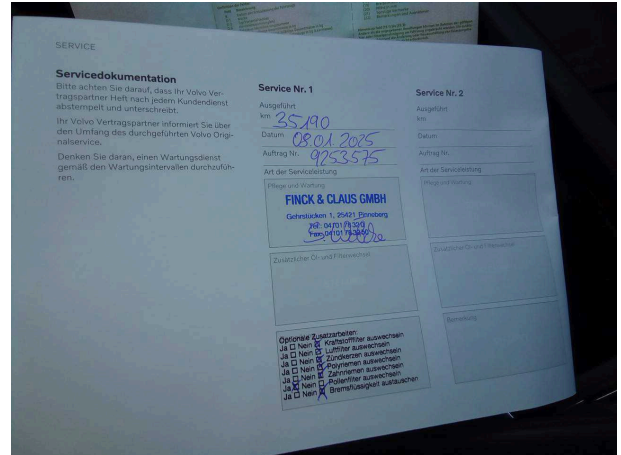 SERVICE
Servicedokumentation
Bitte achten Sie darauf, dass Ihr Volvo Ver-
tragspartner Heft nach jedem Kundendienst
abstempelt und unterschreibt.
Ihr Volvo Vertragspartner informiert Sie über
den Umfang des durchgeführten Volvo Origi-
nalservice.
Denken Sie daran, einen Wartungsdienst
gemäß den Wartungsintervallen durchzufüh-
ren.
Service Nr. 1
Ausgeführt
km 35190
Datum 08.01.2025
Auftrag Nr. 9253575
Art der Serviceleistung
Pflege und Wartung
FINCK & CLAUS GMBH
Gehrstücken 1, 25421 Pinneberg
Tel.: 04101
Fax: 04101
Zusätzlicher Öl- und Filterwechsel
Optionale Zusatzarbeiten:
Ja Nein Kraftstofffilter auswechseln
Ja Nein Luftfilter auswechseln
Ja Nein Zündkerzen auswechseln
Ja Nein Polyriemen auswechseln
Ja Nein Zahnriemen auswechseln
Ja Nein Pollenfilter auswechseln
Ja Nein Bremsflüssigkeit austauschen
Service Nr. 2
Ausgeführt
km
Datum
Auftrag Nr.
Art der Serviceleistung
Pflege und Wartung
Zusätzlicher Öl- und Filterwechsel
Bemerkung